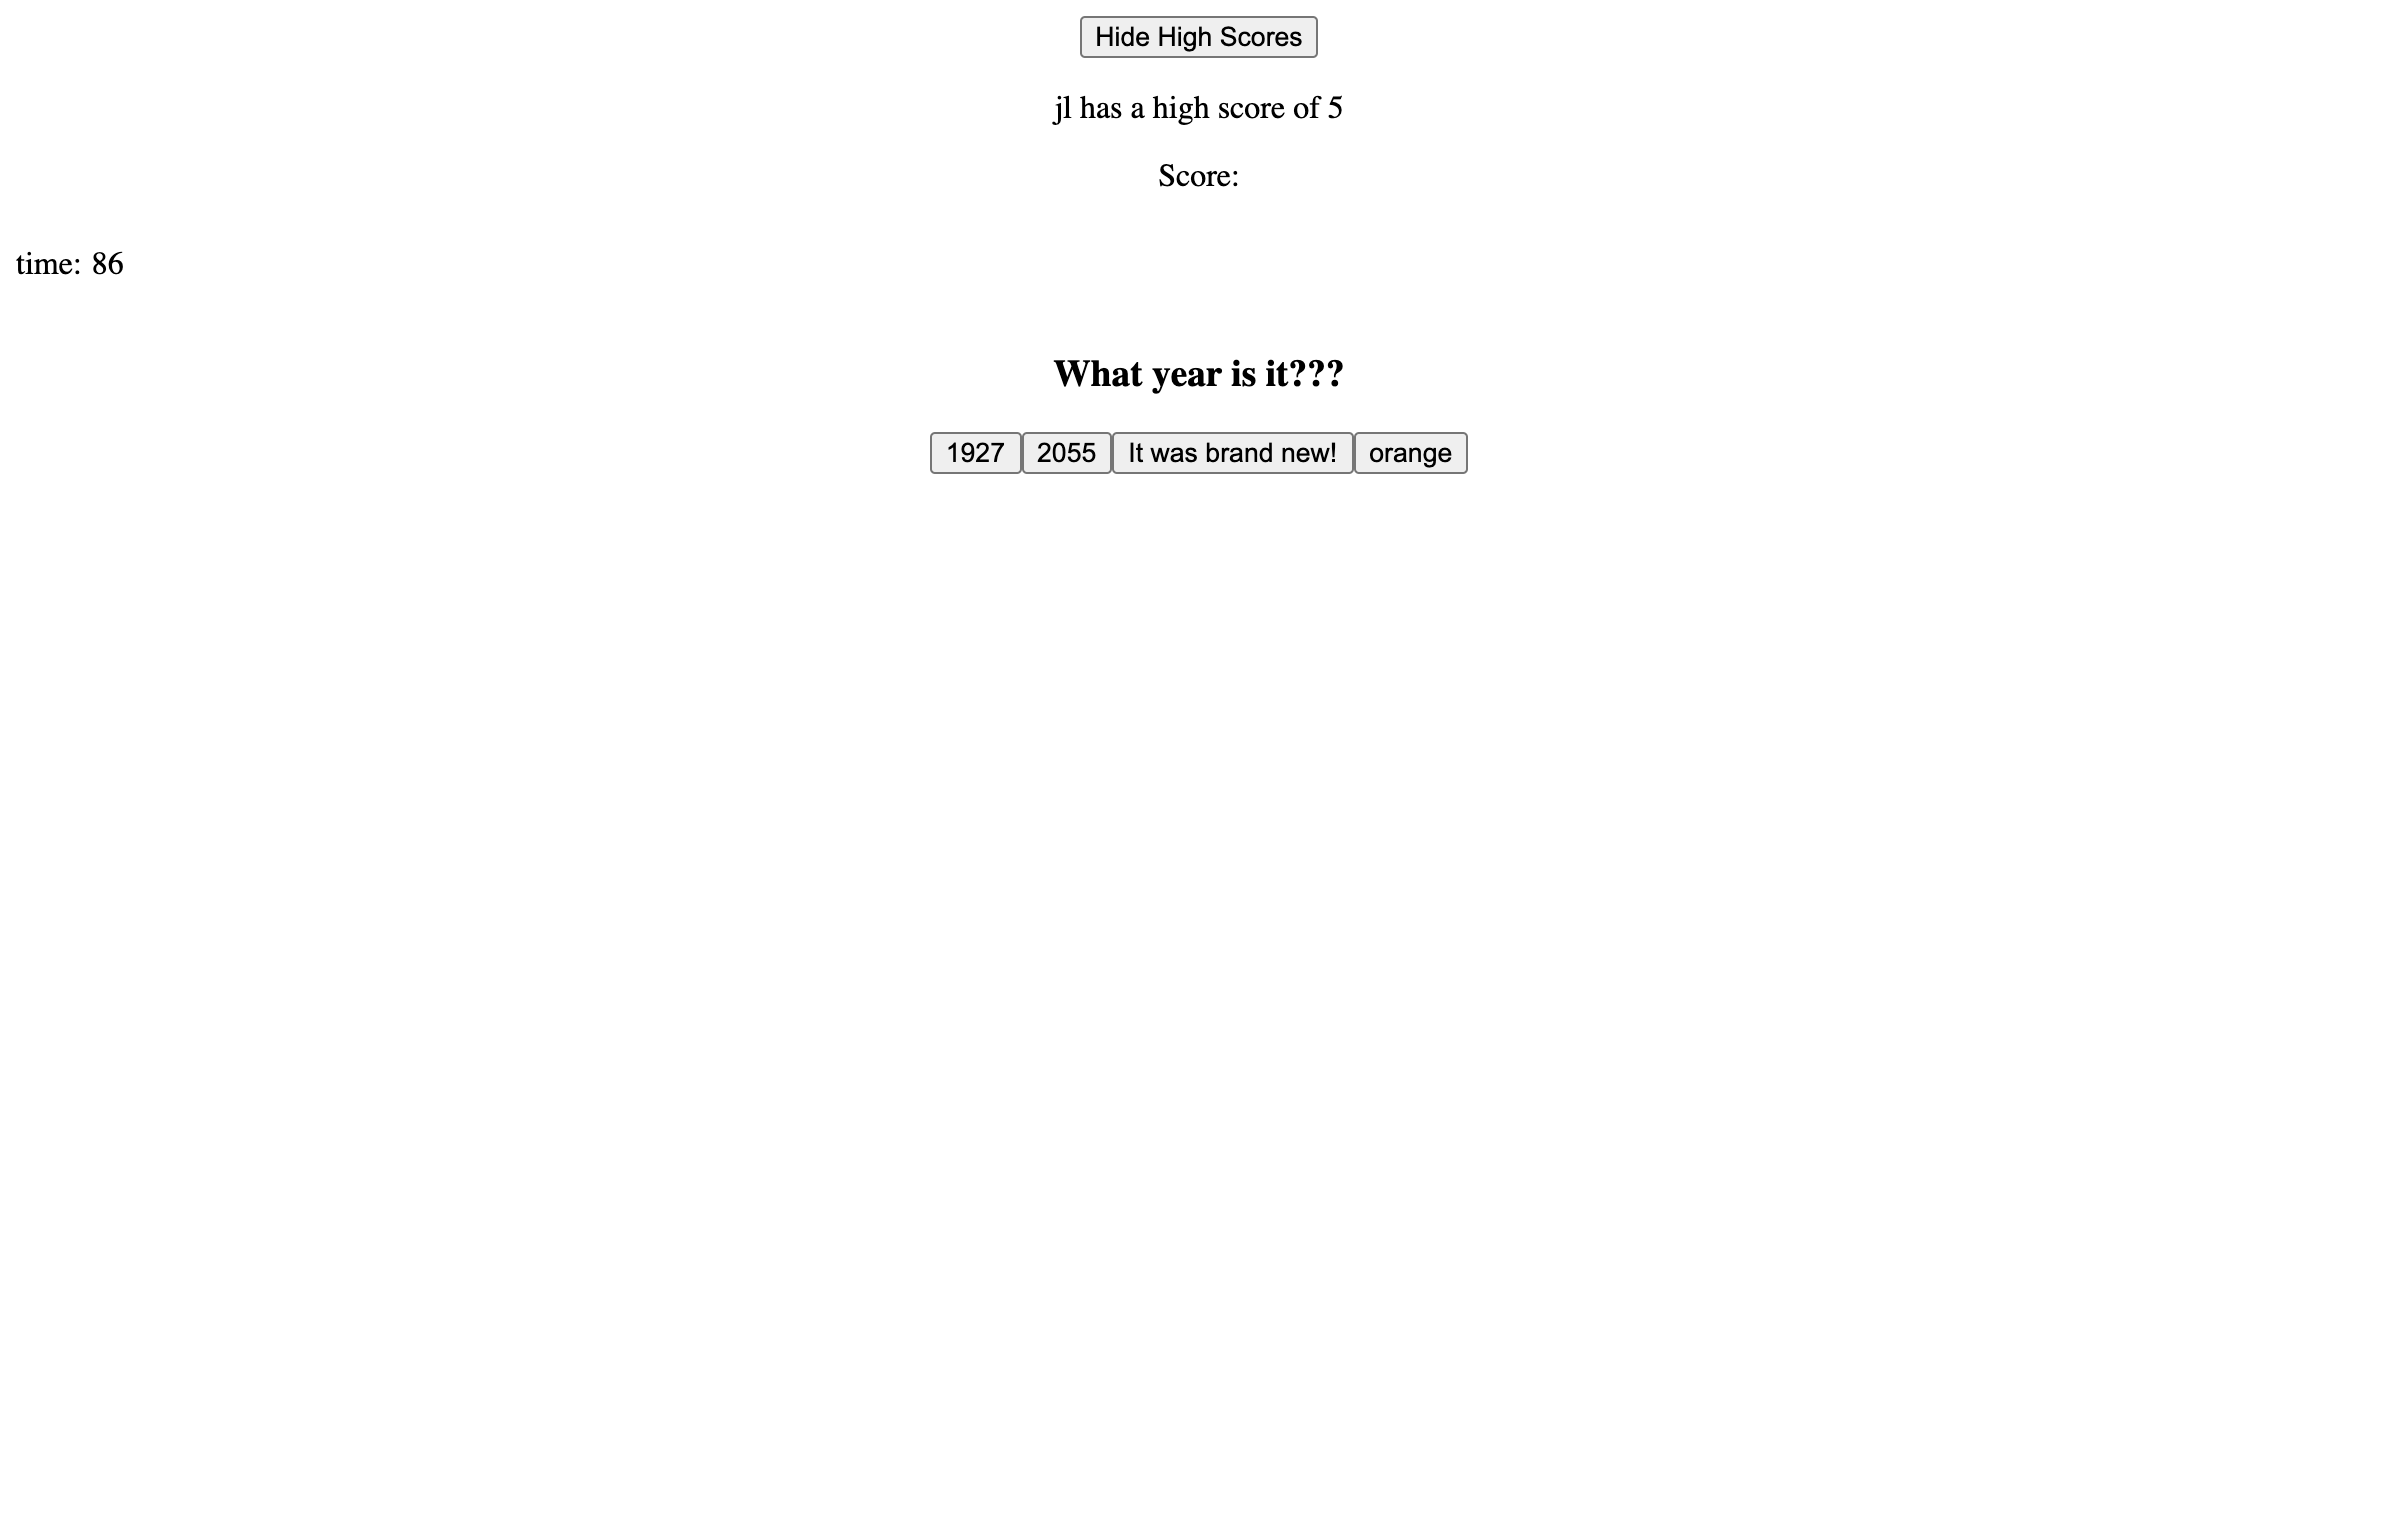 Hide High Scores
jl has a high score of 5
Score:
time: 86
What year is it???
1927 2055 It was brand new! orange